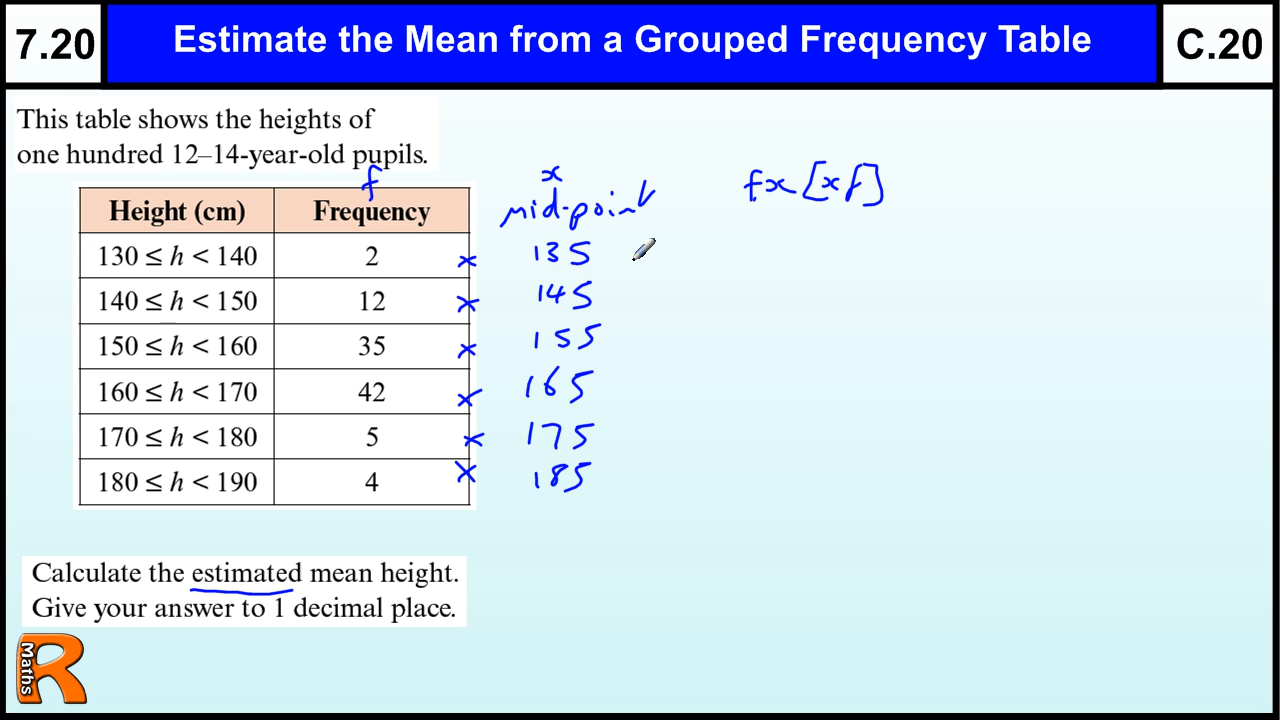 7.20
Estimate the Mean from a Grouped Frequency Table
C.20
This table shows the heights of
one hundred 12–14-year-old pupils.
f
x
fx [xf]
Height (cm) Frequency mid-point
130 ≤ h < 140 2 × 135
140 ≤ h < 150 12 × 145
150 ≤ h < 160 35 × 155
160 ≤ h < 170 42 × 165
170 ≤ h < 180 5 × 175
180 ≤ h < 190 4 × 185
Calculate the estimated mean height.
Give your answer to 1 decimal place.
R
Maths